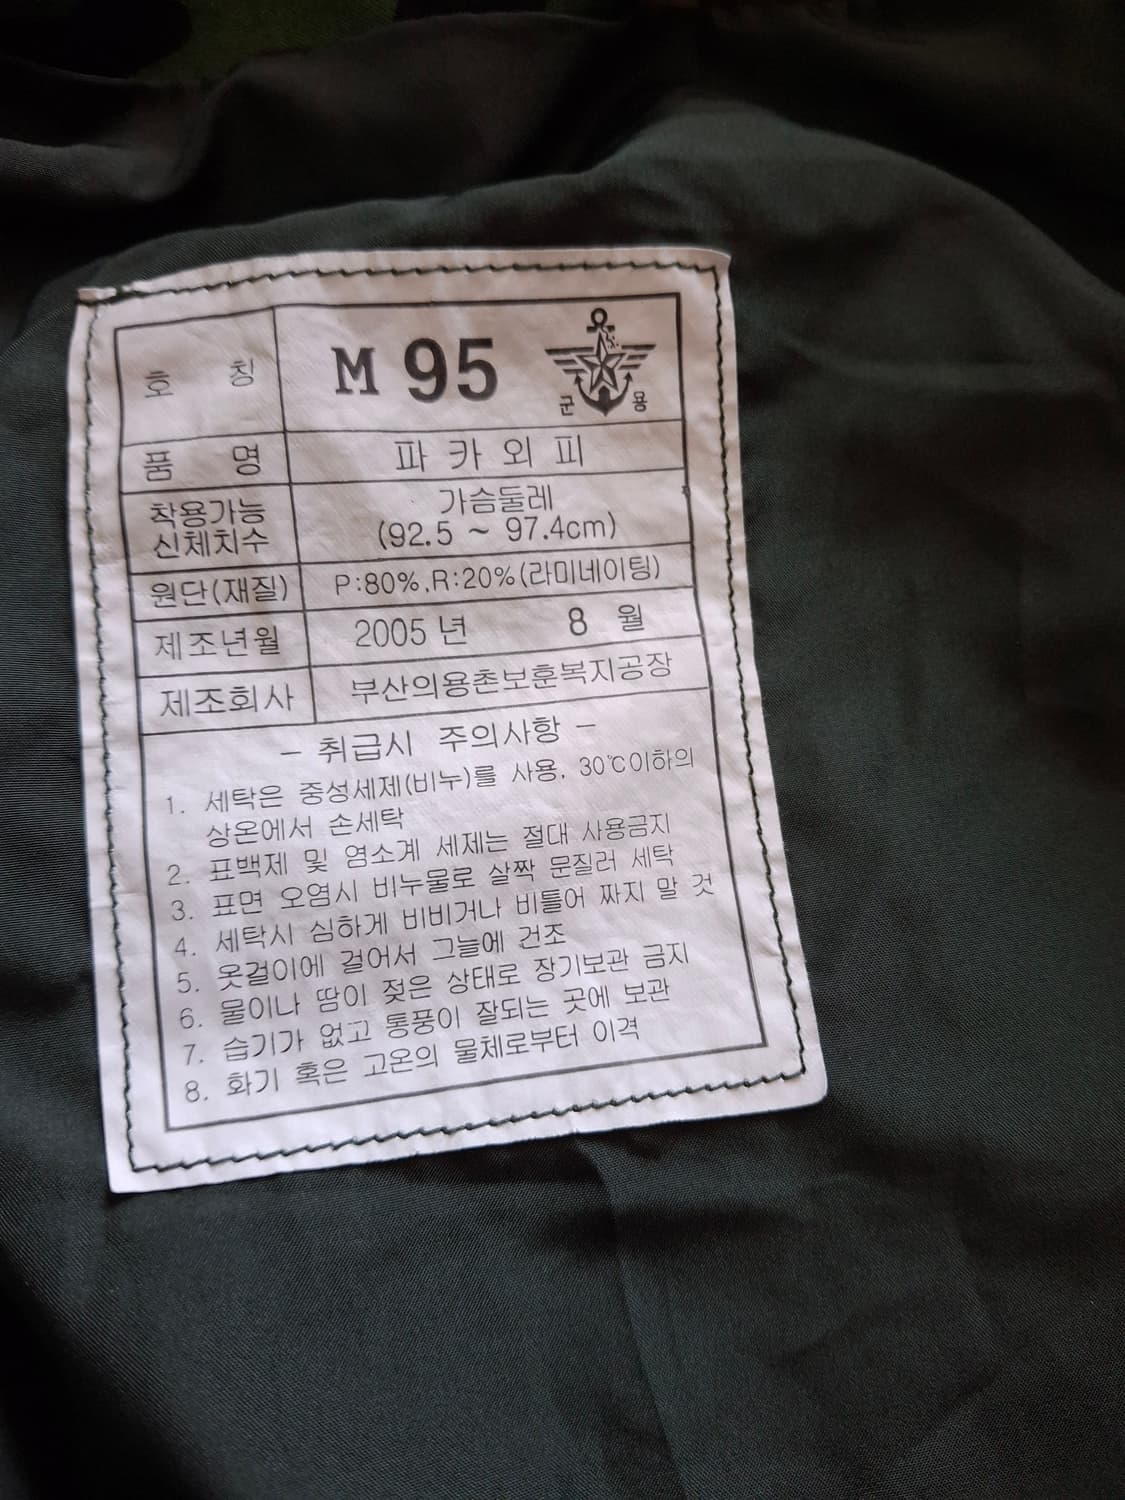 호 칭 M 95 군 용
품 명 파 카 외 피
착용가능 신체치수 가슴둘레 (92.5 ~ 97.4cm)
원단(재질) P:80%,R:20%(라미네이팅)
제조년월 2005 년 8 월
제조회사 부산의용촌보훈복지공장
- 취급시 주의사항 -
1. 세탁은 중성세제(비누)를 사용, 30℃이하의
상온에서 손세탁
2. 표백제 및 염소계 세제는 절대 사용금지
3. 표면 오염시 비누물로 살짝 문질러 세탁
4. 세탁시 심하게 비비거나 비틀어 짜지 말 것
5. 옷걸이에 걸어서 그늘에 건조
6. 물이나 땀이 젖은 상태로 장기보관 금지
7. 습기가 없고 통풍이 잘되는 곳에 보관
8. 화기 혹은 고온의 물체로부터 이격